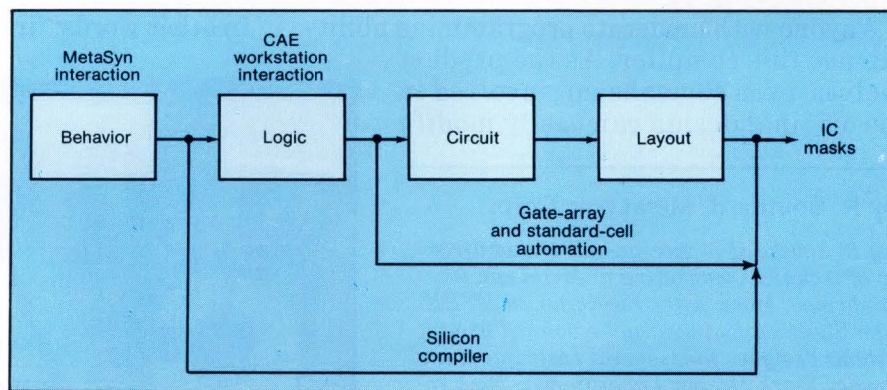 MetaSyn
interaction
CAE
workstation
interaction
Behavior
Logic
Circuit
Layout
IC
masks
Gate-array
and standard-cell
automation
Silicon
compiler